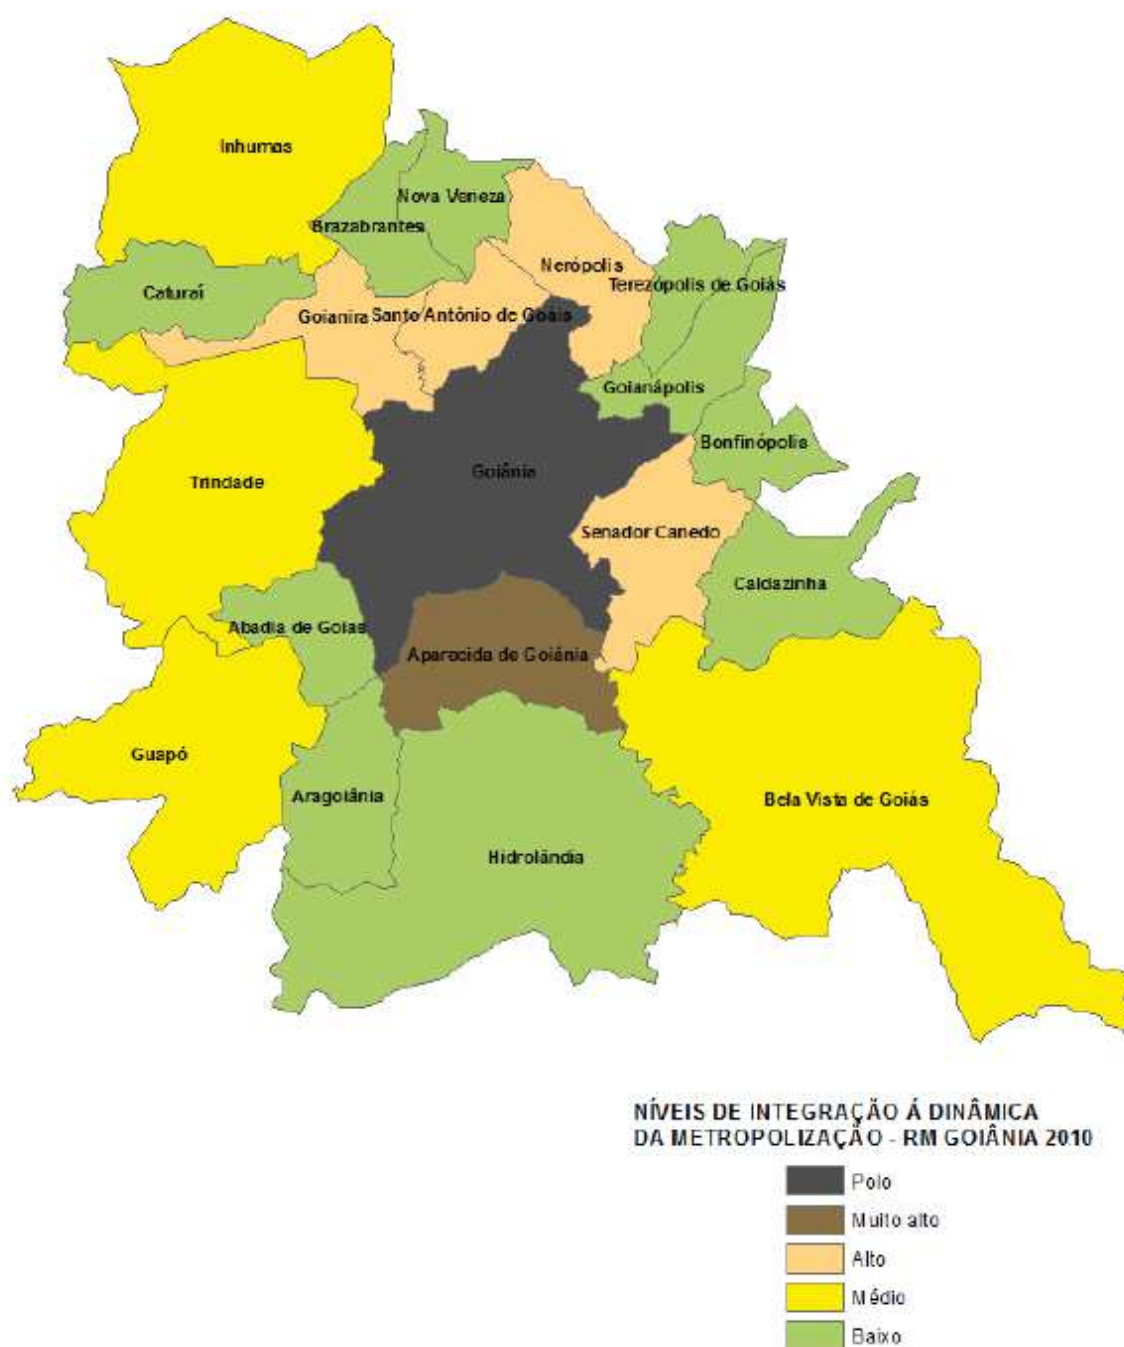 Inhumas
Nova Veneza
Brazabrantes
Nerópolis
Terezópolis de Goiás
Caturaí
Goianira
Santo Antônio de Goáis
Goianápolis
Bonfinópolis
Goiânia
Trindade
Senador Canedo
Caldazinha
Abadia de Goias
Aparecida de Goiânia
Guapó
Aragoiânia
Bela Vista de Goiás
Hidrolândia
NÍVEIS DE INTEGRAÇÃO Á DINÂMICA
DA METROPOLIZAÇÃO - RM GOIÂNIA 2010
Polo
Muito alto
Alto
Médio
Baixo